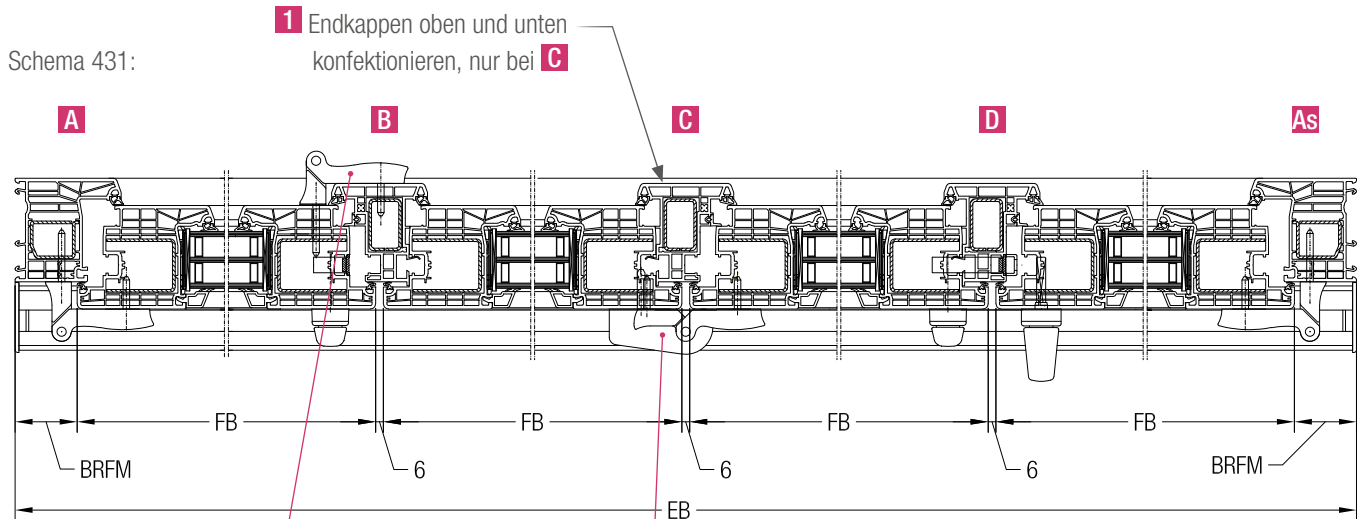 1 Endkappen oben und unten
Schema 431:
konfektionieren, nur bei C
A B C D As
FB FB FB FB
BRFM 6 6 6 BRFM
EB